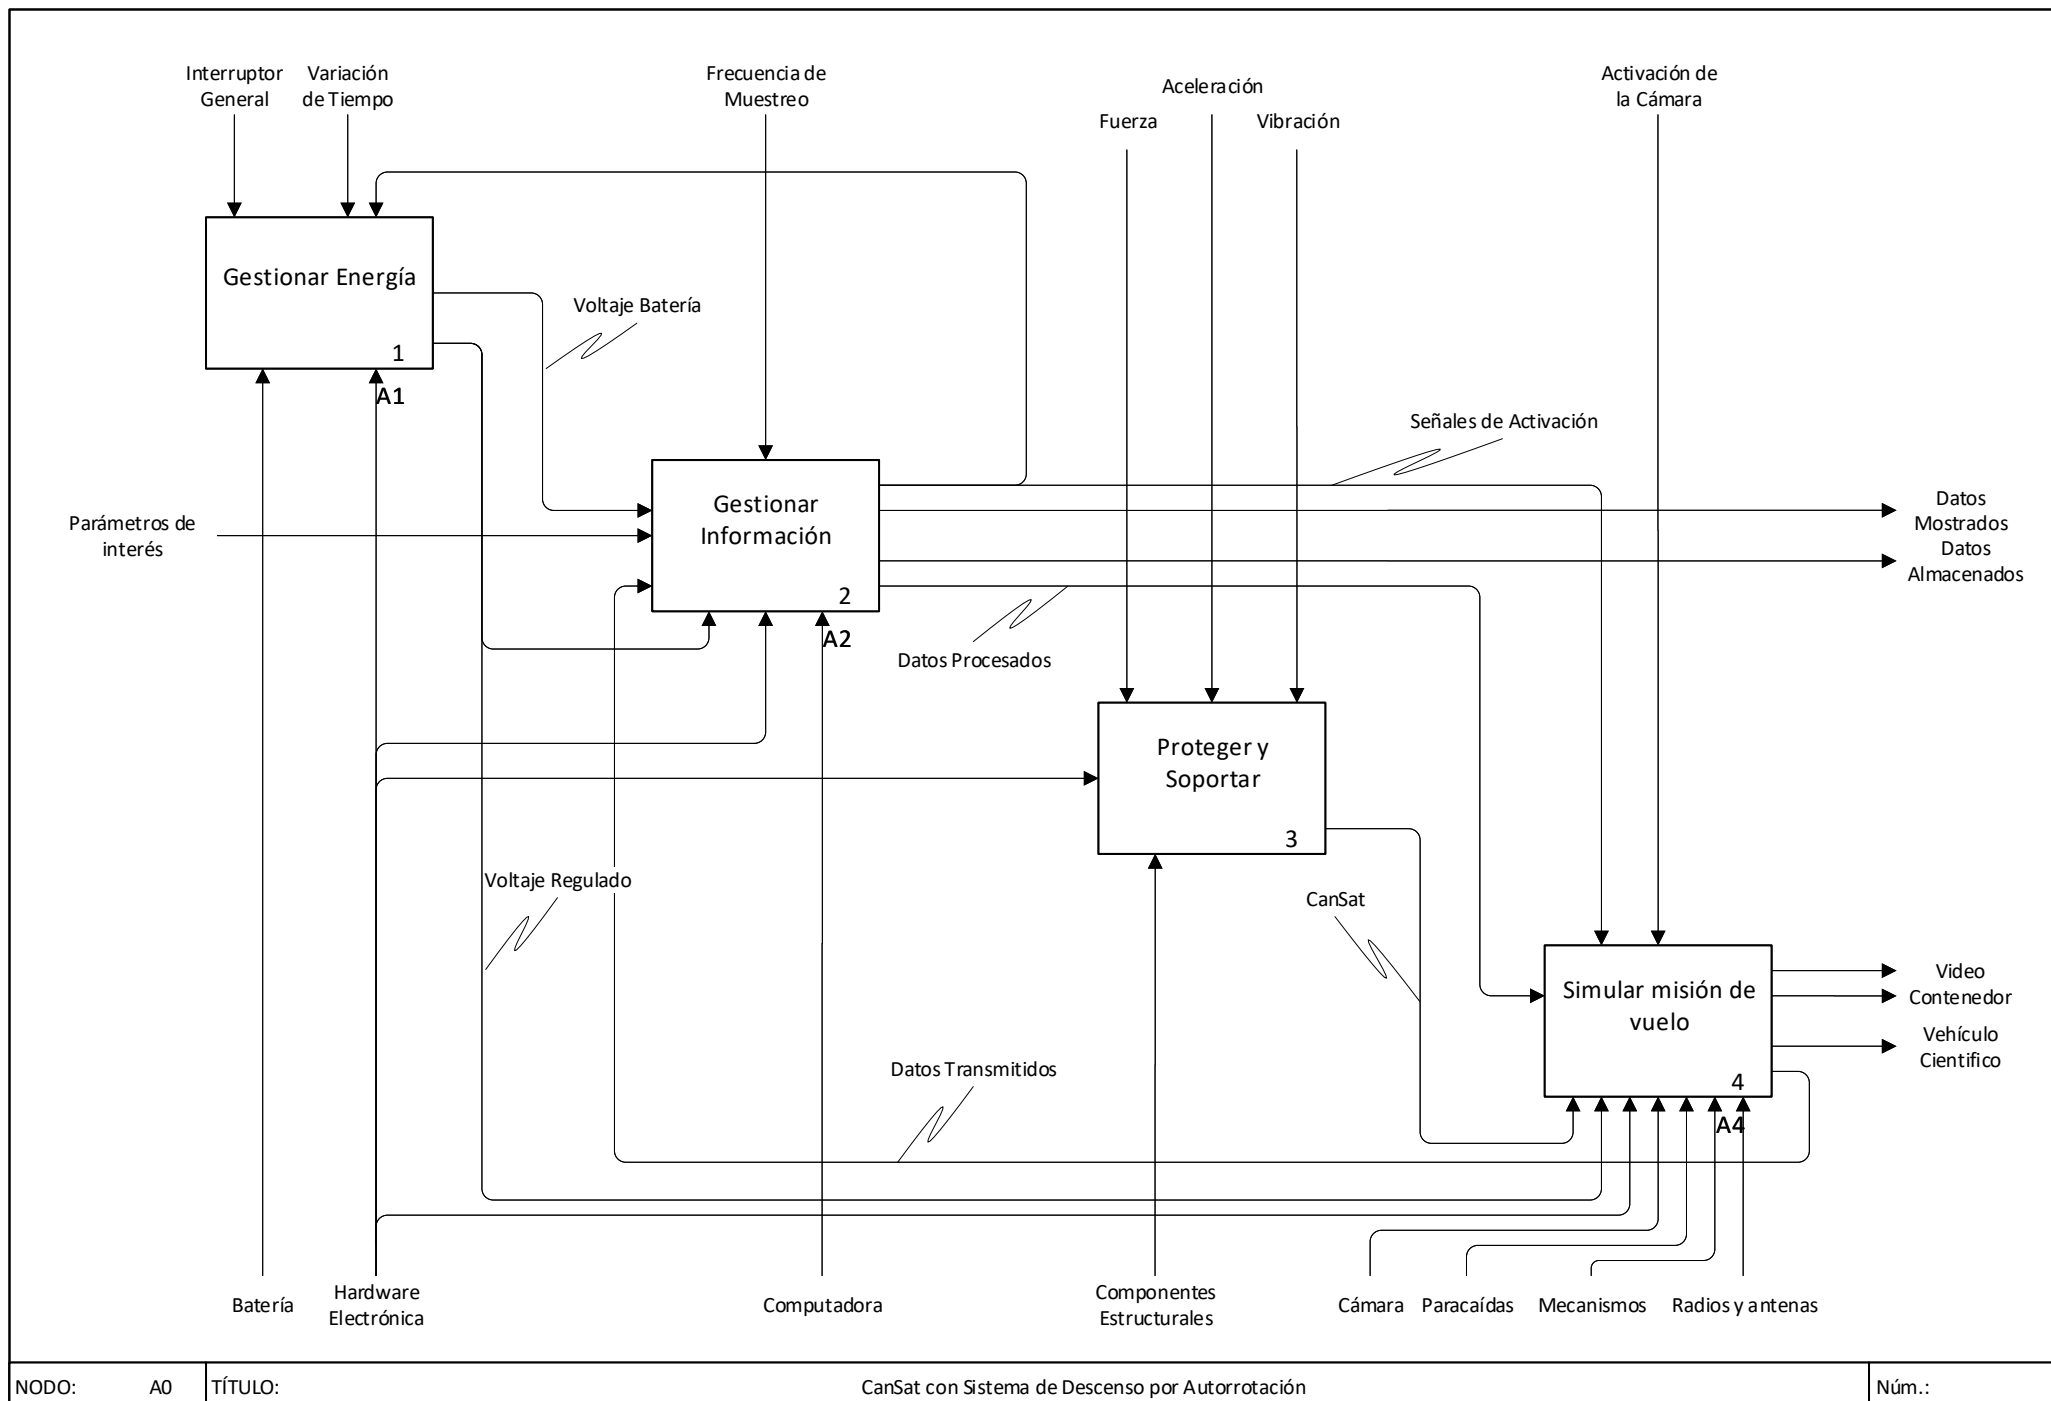 Interruptor
General
Variación
de Tiempo
Frecuencia de
Muestreo
Aceleración
Fuerza
Vibración
Activación de
la Cámara
Gestionar Energía
1
A1
Voltaje Batería
Señales de Activación
Parámetros de
interés
Gestionar
Información
2
A2
Datos
Mostrados
Datos
Almacenados
Datos Procesados
Proteger y
Soportar
3
Voltaje Regulado
CanSat
Simular misión de
vuelo
4
A4
Video
Contenedor
Vehículo
Cientifico
Datos Transmitidos
Batería
Hardware
Electrónica
Computadora
Componentes
Estructurales
Cámara
Paracaídas
Mecanismos
Radios y antenas
NODO: A0
TÍTULO: CanSat con Sistema de Descenso por Autorrotación
Núm.: